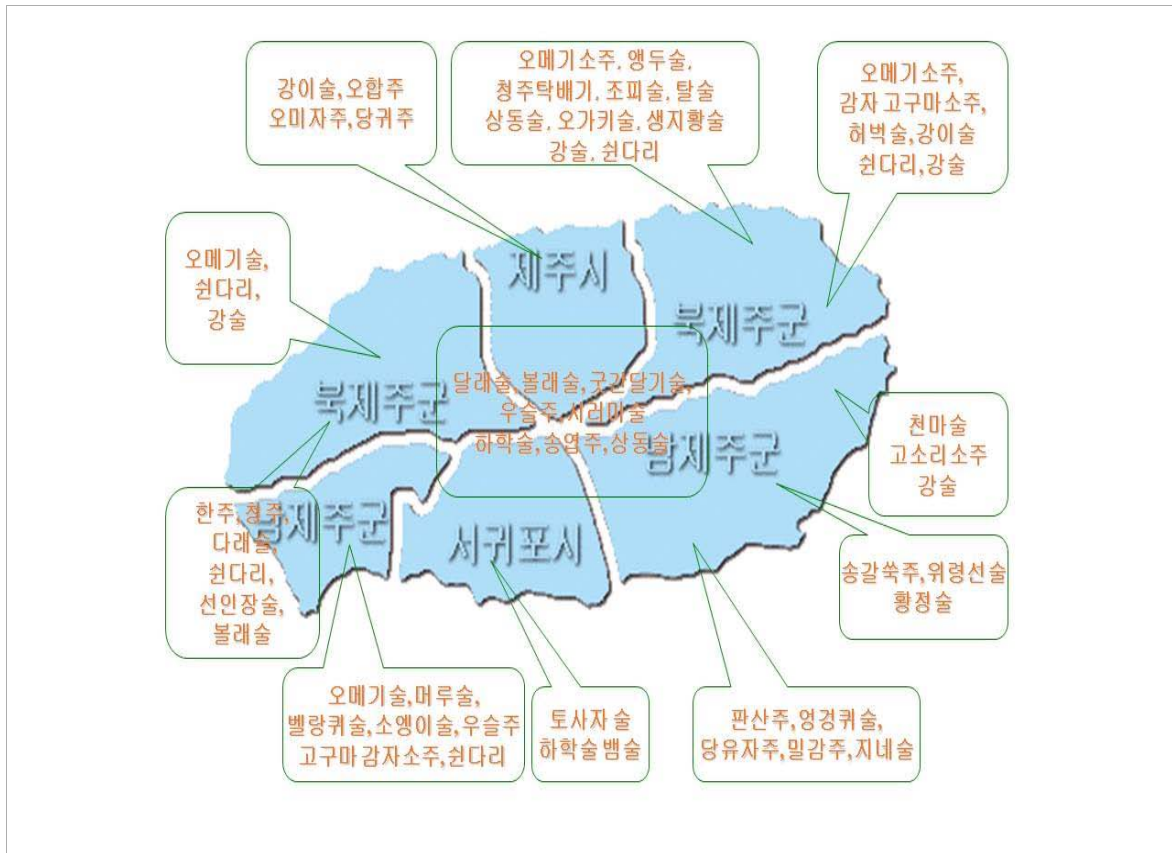 강이술,오합주
오미자주,당귀주
오메기소주, 앵두술,
청주탁배기, 조피술, 탈술
상동술, 오가키술, 생지황술
강술, 쉰다리
오메기소주,
감자 고구마소주,
허벅술,강이술
쉰다리,강술
오메기술,
쉰다리,
강술
제주시
북제주군
북제주군
달래술,볼래술,굿간달기술,
우슬주,시러미술
하학술,송엽주,상동술
남제주군
천마술
고소리소주
강술
한주,청주,
다래술,
쉰다리,
선인장술,
볼래술
남제주군
서귀포시
송갈쑥주,위령선술
황정술
오메기술,머루술,
벨랑퀴술,소엥이술,우슬주
고구마 감자소주,쉰다리
토사자 술
하학술 뱀술
판산주,엉겅퀴술,
당유자주,밀감주,지네술